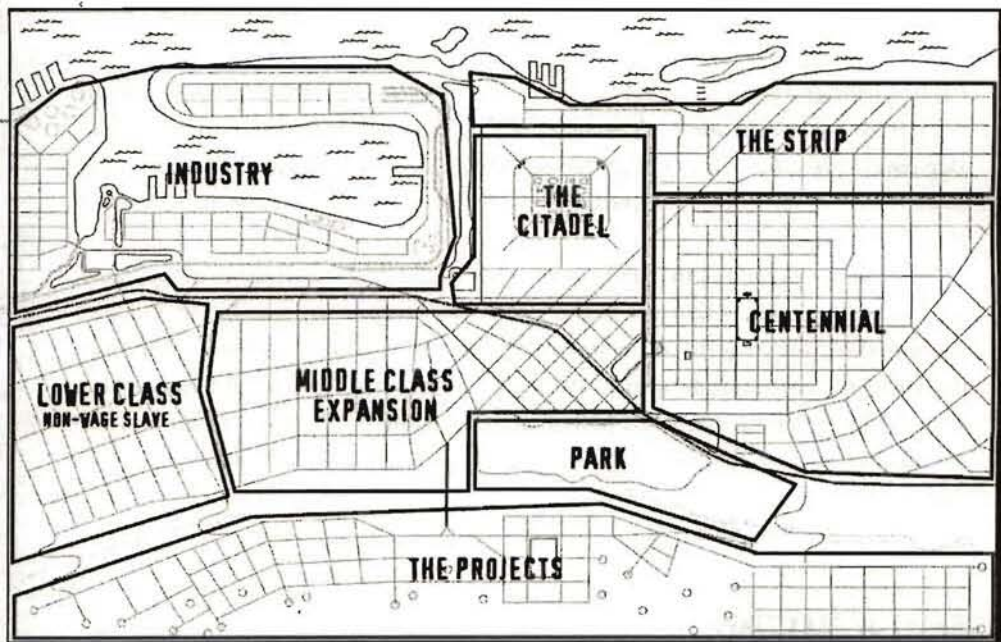 THE STRIP
INDUSTRY
THE
CITADEL
CENTENNIAL
LOWER CLASS
NON-WAGE SLAVE
MIDDLE CLASS
EXPANSION
PARK
THE PROJECTS